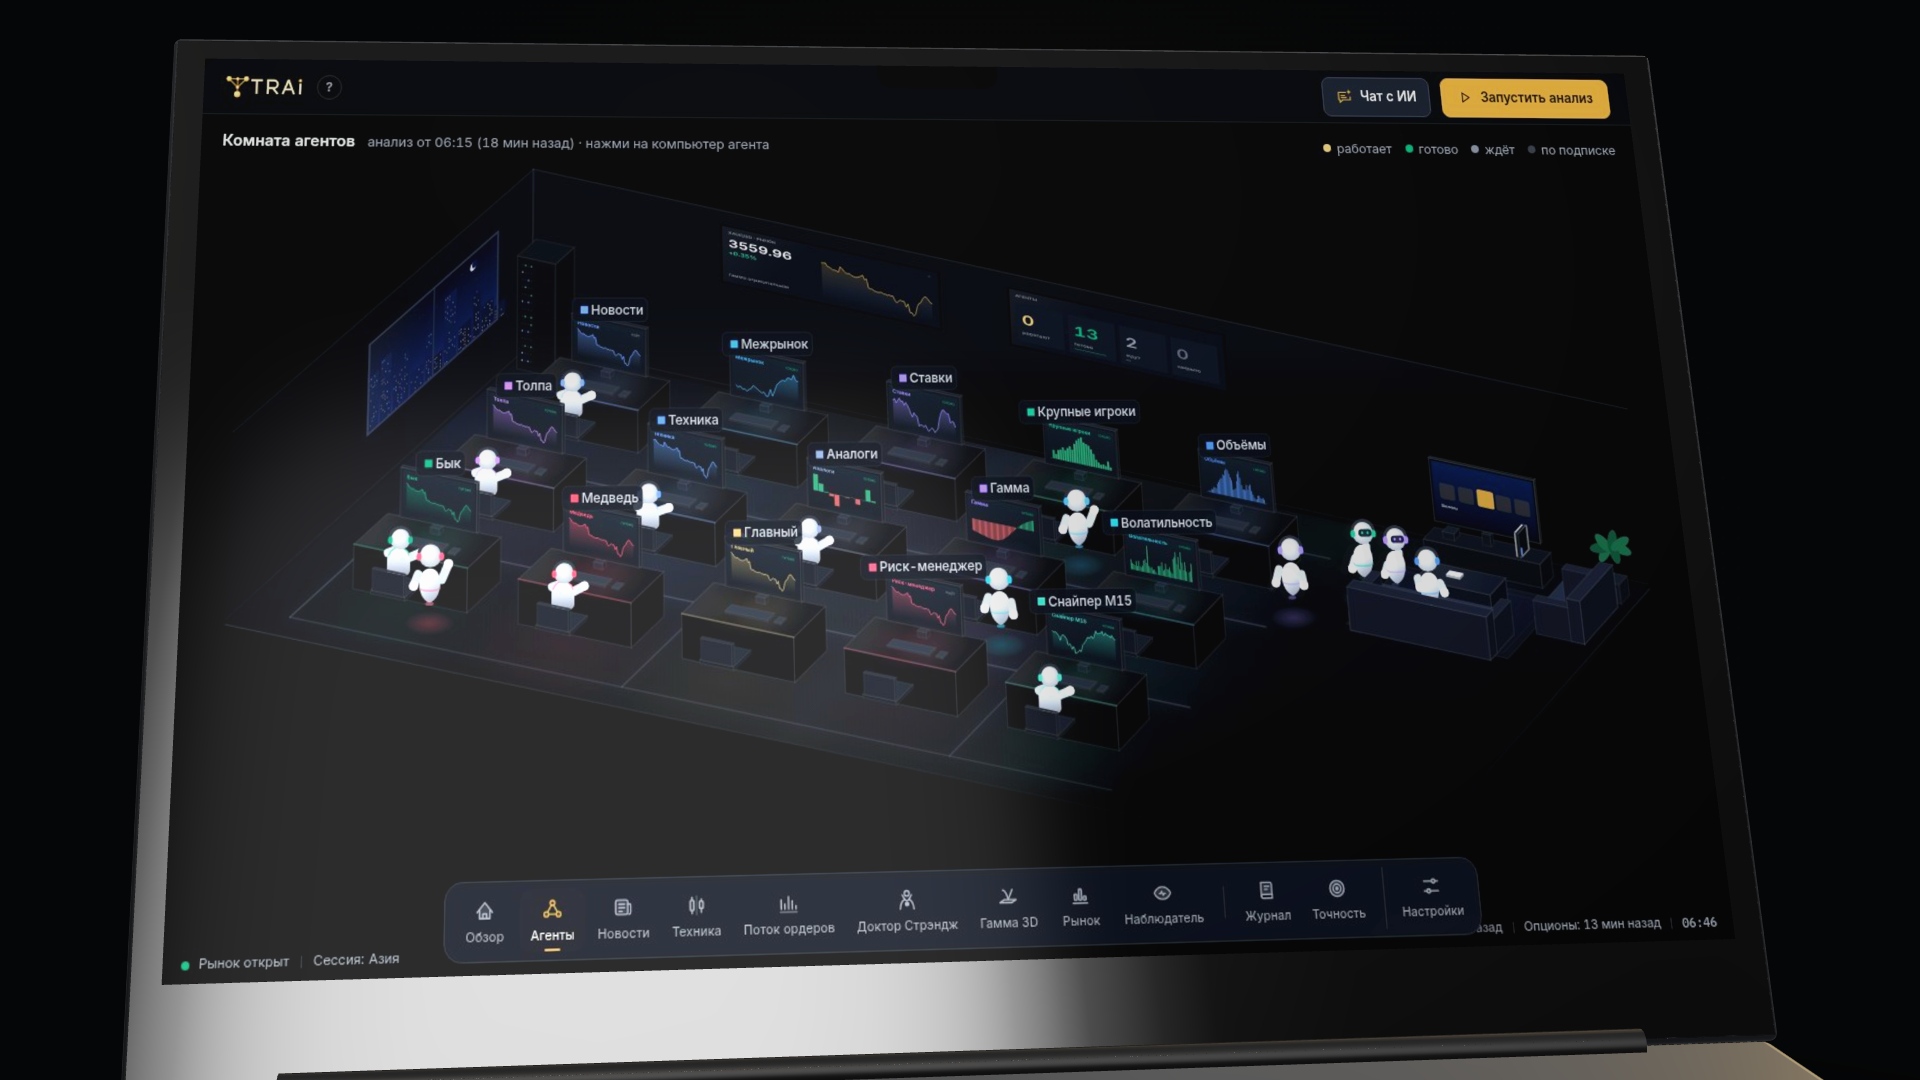 TRAi ?
Чат с ИИ
Запустить анализ
Комната агентов анализ от 06:15 (18 мин назад) · нажми на компьютер агента
работает готово ждёт по подписке
3559.96
+0.35%
0 13 2 0
Новости
Межрынок
Толпа
Ставки
Техника
Крупные игроки
Объёмы
Бык
Аналоги
Медведь
Гамма
Главный
Волатильность
Риск-менеджер
Снайпер M15
Обзор
Агенты
Новости
Техника
Поток ордеров
Доктор Стрэндж
Гамма 3D
Рынок
Наблюдатель
Журнал
Точность
Настройки
Рынок открыт | Сессия: Азия
Опционы: 13 мин назад | 06:46